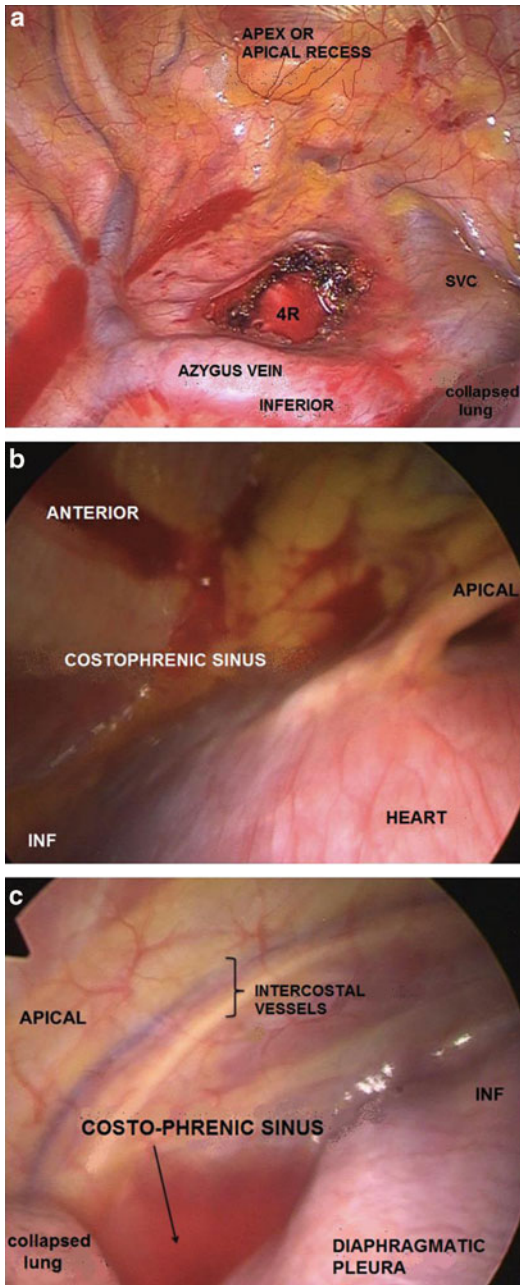 a
APEX OR
APICAL RECESS
SVC
4R
AZYGUS VEIN
INFERIOR
collapsed
lung
b
ANTERIOR
APICAL
COSTOPHRENIC SINUS
HEART
INF
c
INTERCOSTAL
VESSELS
APICAL
INF
COSTO-PHRENIC SINUS
collapsed
lung
DIAPHRAGMATIC
PLEURA